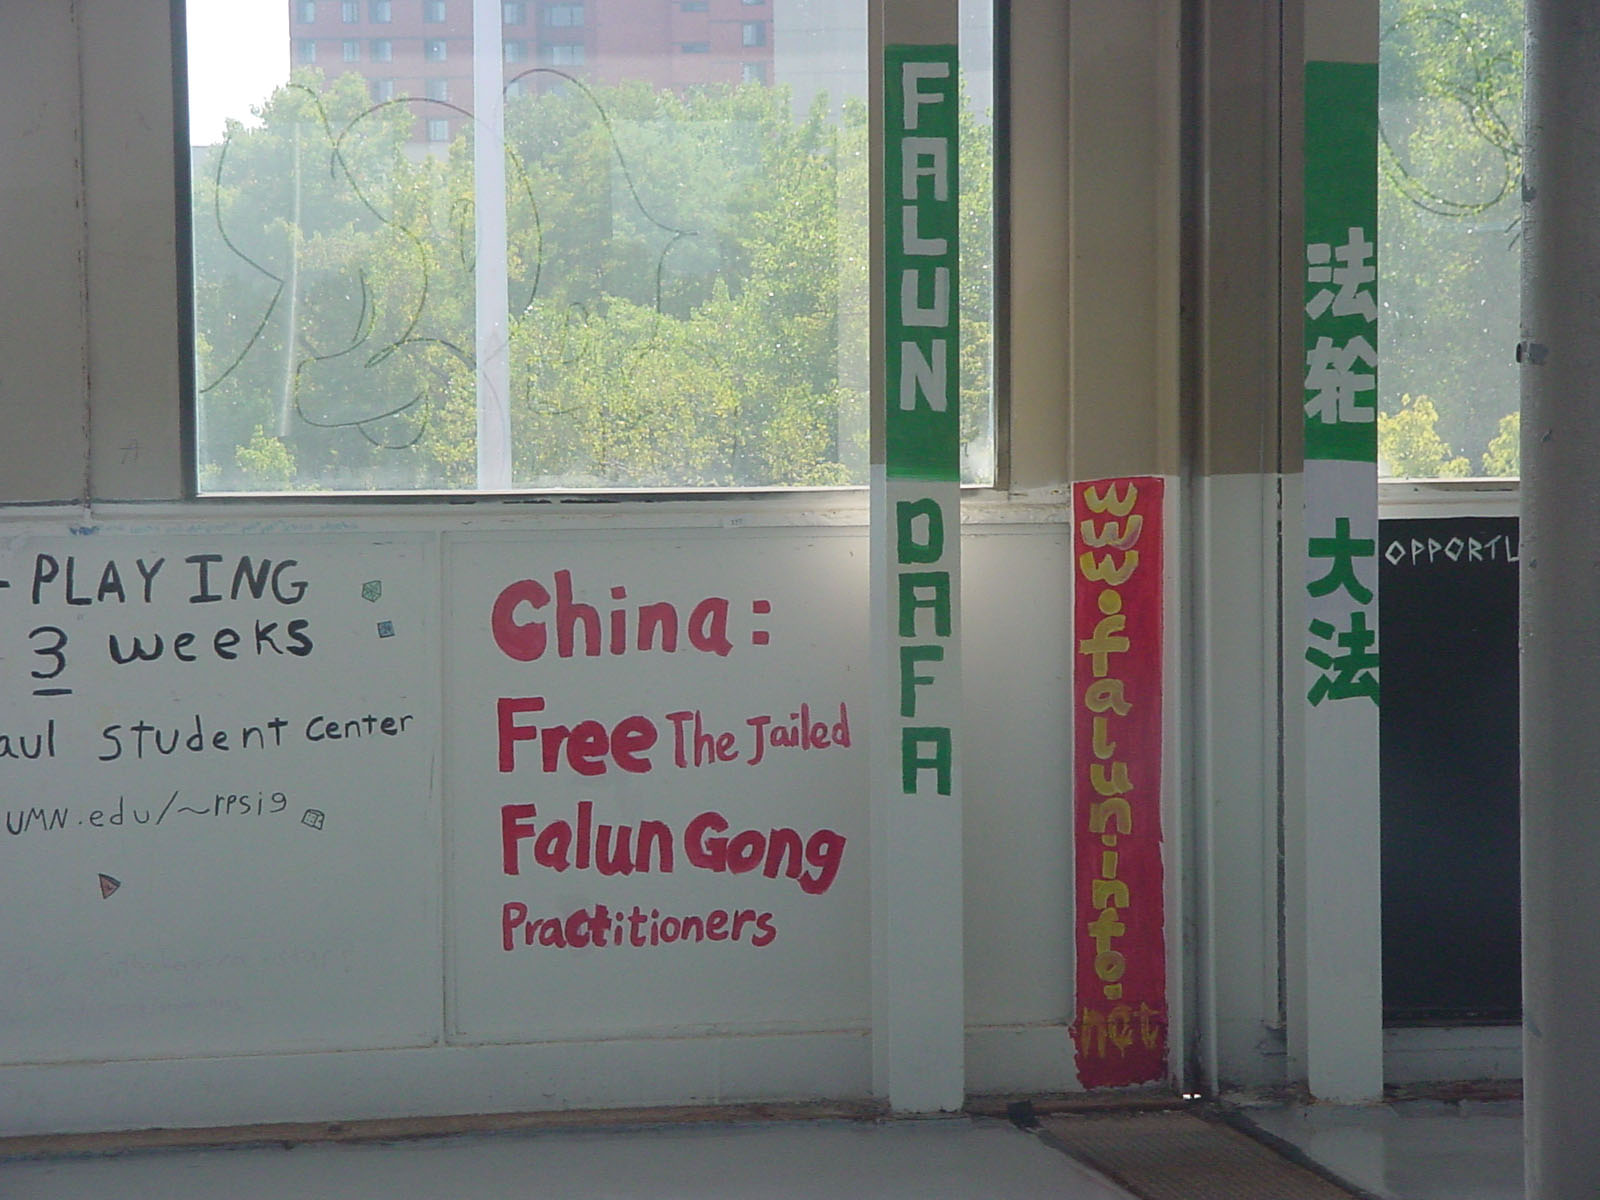 -PLAYING
3 weeks
aul Student Center
UMN.edu/~rpsig
China:
Free The Jailed
Falun Gong
Practitioners
FALUN
DAFA
www.falun-info.net
法轮
大法
OPPORTU